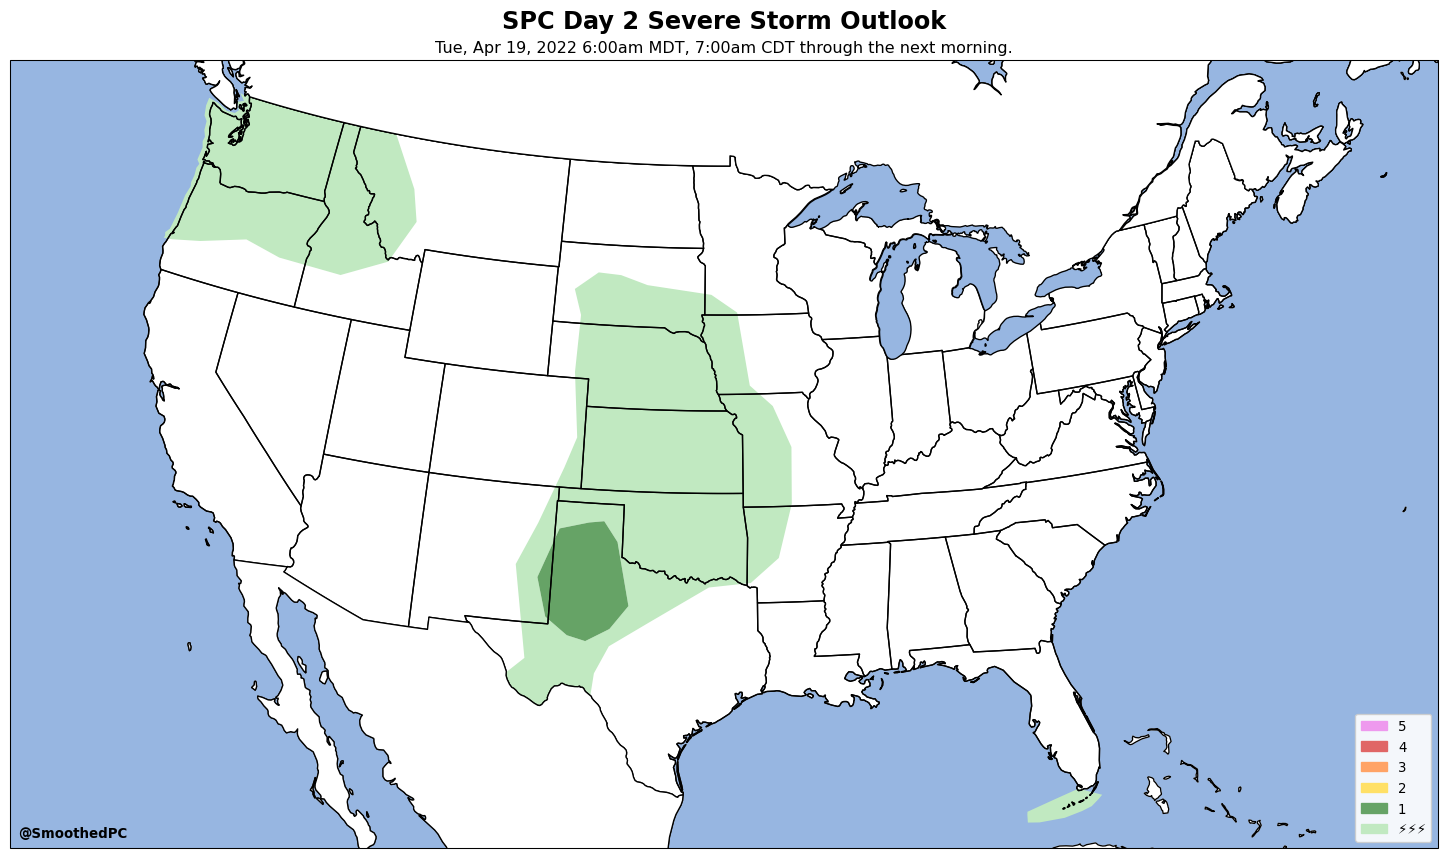 SPC Day 2 Severe Storm Outlook
Tue, Apr 19, 2022 6:00am MDT, 7:00am CDT through the next morning.
5
4
3
2
1
⚡⚡⚡
@SmoothedPC